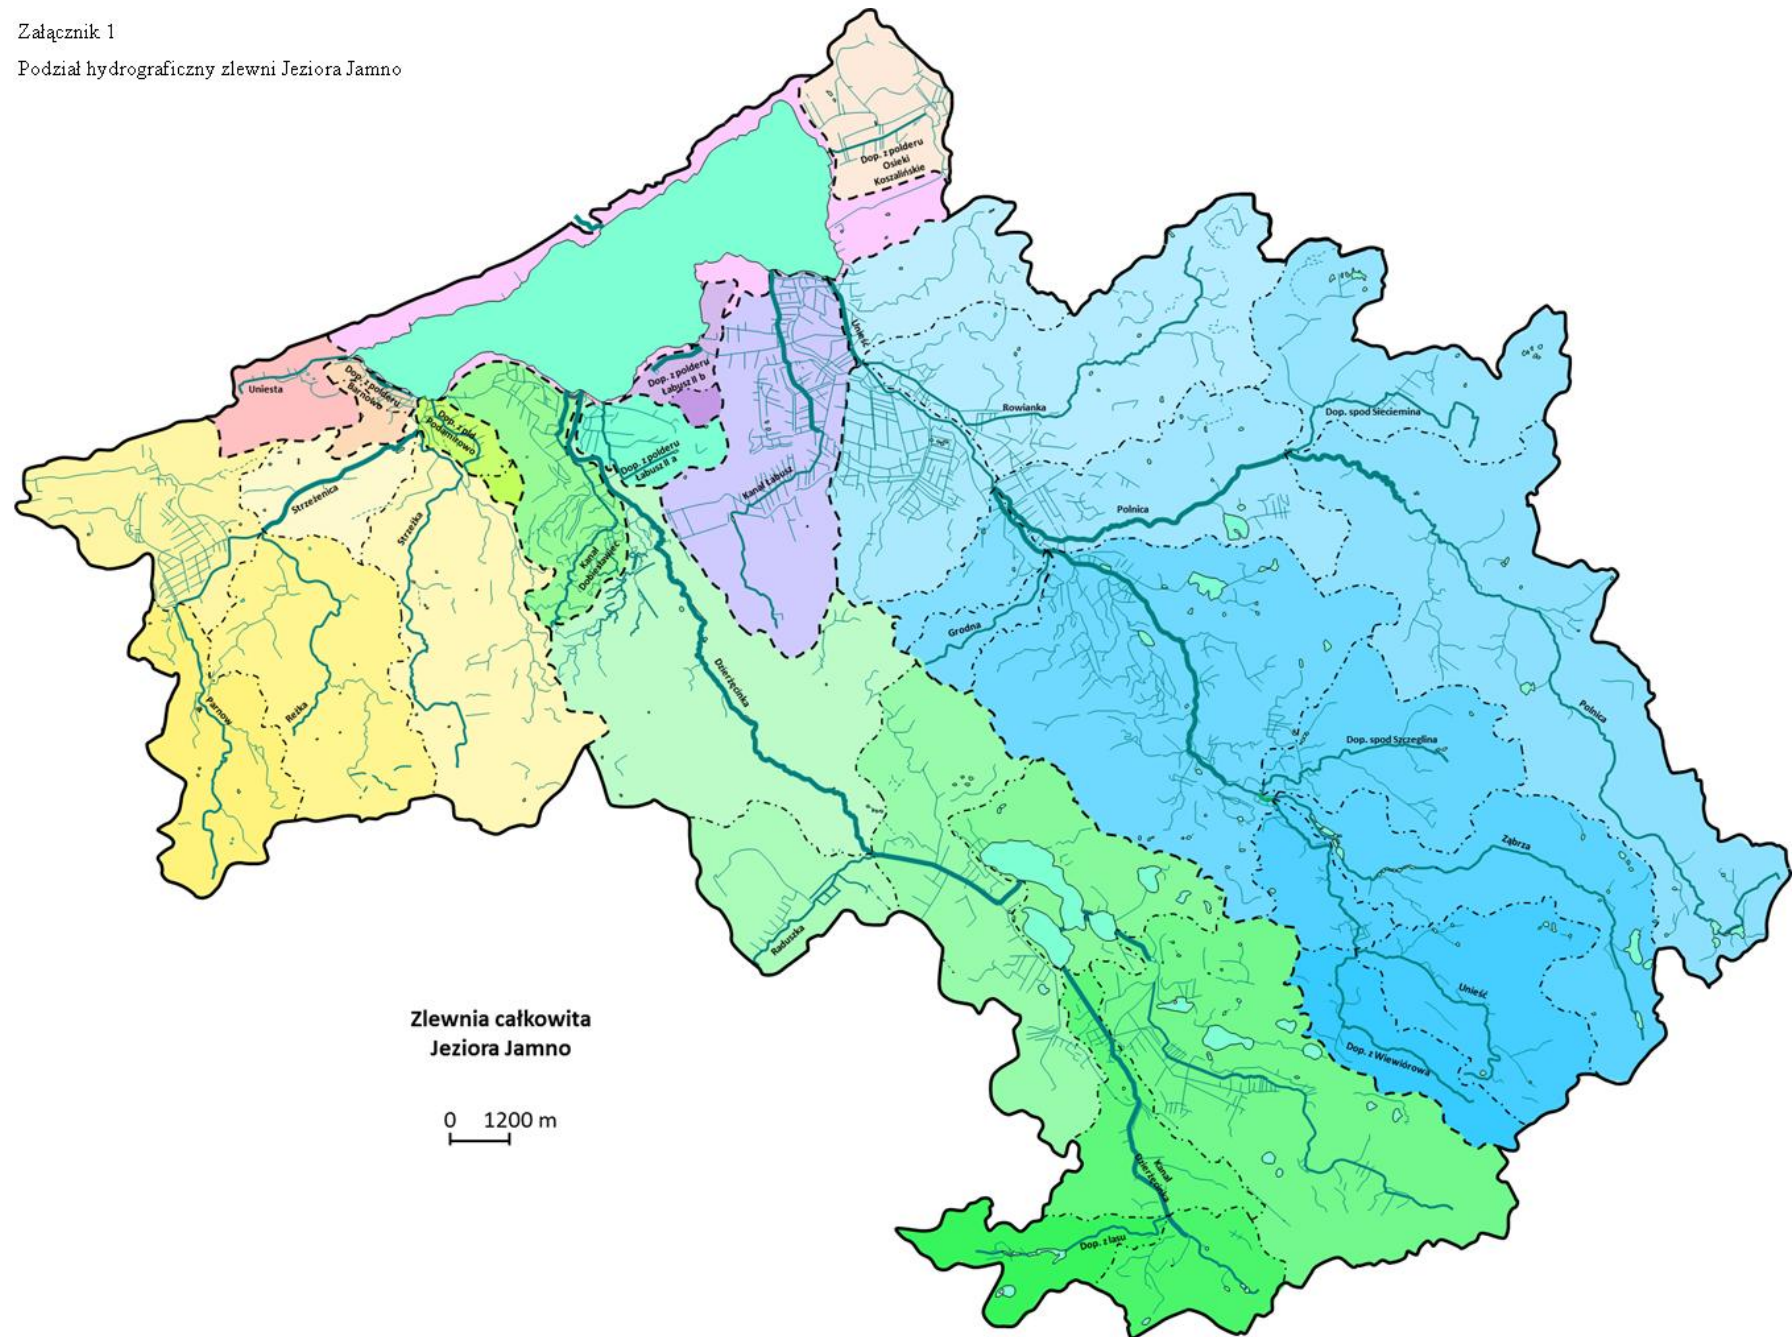 Załącznik 1
Podział hydrograficzny zlewni Jeziora Jamno
Dop. z polderu
Osieki
Koszalińskie
Unieść
Uniesta
Dop. z polderu
Barnowo
Dop. z pld.
Podamirowo
Dop. z polderu
Łabusz II b
Dop. z polderu
Łabusz II a
Kanał Łabusz
Rowianka
Dop. spod Sieciemina
Polnica
Strzeżenica
Strzeżka
Kanał
Dobiesławiec
Grodna
Dzierżęcinka
Parnow
Reżka
Polnica
Dop. spod Szczeglina
Ząbrza
Raduszka
Unieść
Dop. z Wiewiórowa
Zlewnia całkowita
Jeziora Jamno
0 1200 m
Kanał
Dzierżęcinka
Dop. z lasu